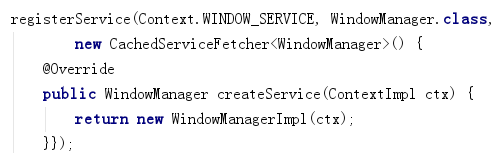 registerService(Context.WINDOW_SERVICE, WindowManager.class,
new CachedServiceFetcher<WindowManager>() {
@Override
public WindowManager createService(ContextImpl ctx) {
return new WindowManagerImpl(ctx);
}});